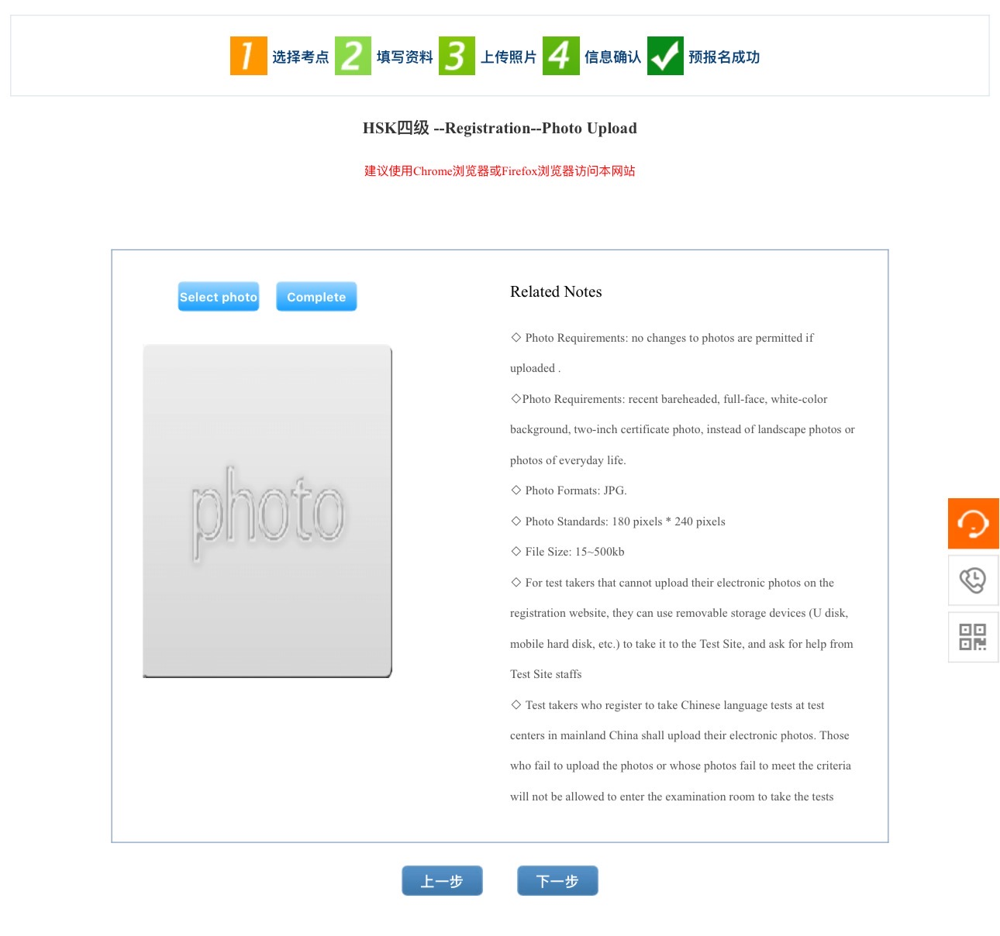 1 选择考点 2 填写资料 3 上传照片 4 信息确认 预报名成功
HSK四级 --Registration--Photo Upload
建议使用Chrome浏览器或Firefox浏览器访问本网站
Select photo Complete
photo
Related Notes
◇ Photo Requirements: no changes to photos are permitted if
uploaded .
◇Photo Requirements: recent bareheaded, full-face, white-color
background, two-inch certificate photo, instead of landscape photos or
photos of everyday life.
◇ Photo Formats: JPG.
◇ Photo Standards: 180 pixels * 240 pixels
◇ File Size: 15~500kb
◇ For test takers that cannot upload their electronic photos on the
registration website, they can use removable storage devices (U disk,
mobile hard disk, etc.) to take it to the Test Site, and ask for help from
Test Site staffs
◇ Test takers who register to take Chinese language tests at test
centers in mainland China shall upload their electronic photos. Those
who fail to upload the photos or whose photos fail to meet the criteria
will not be allowed to enter the examination room to take the tests
上一步 下一步